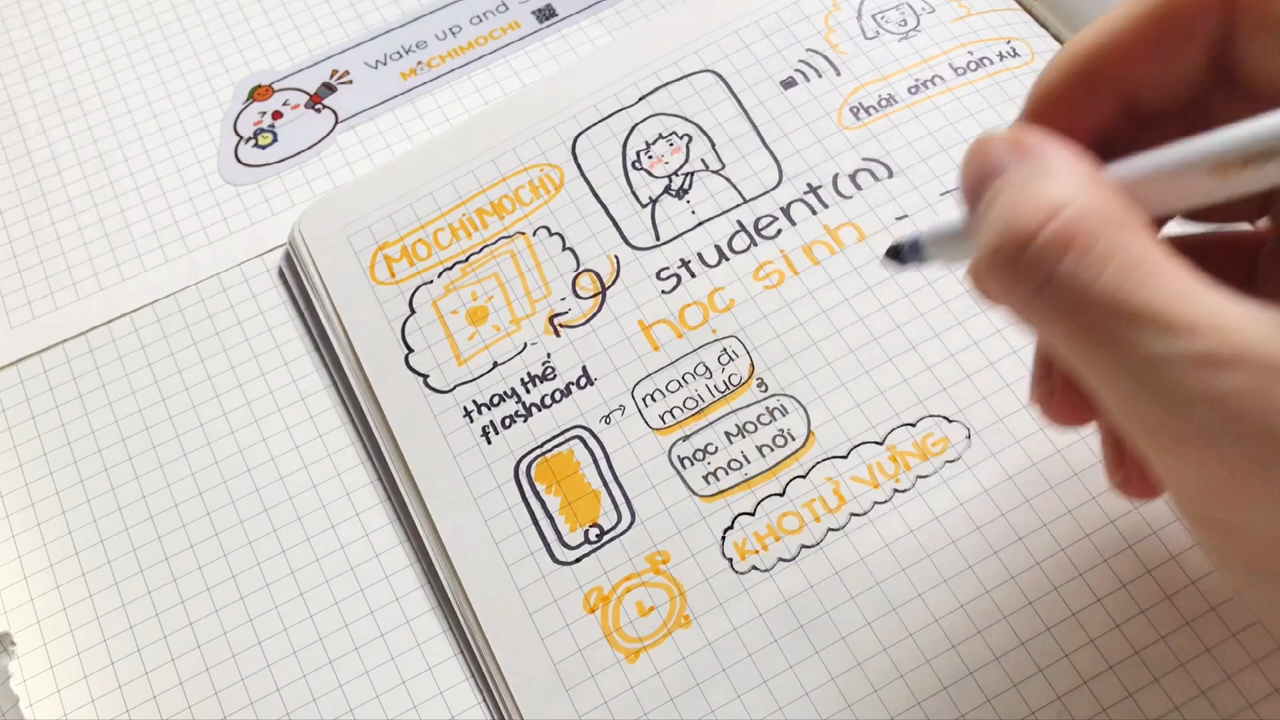 Wake up and
MOCHIMOCHI
Phát âm bản xứ
MOCHIMOCHI
student(n)
học sinh
thay thế
flashcard.
mang đi
mọi lúc
học Mochi
mọi nơi
KHO TỪ VỰNG